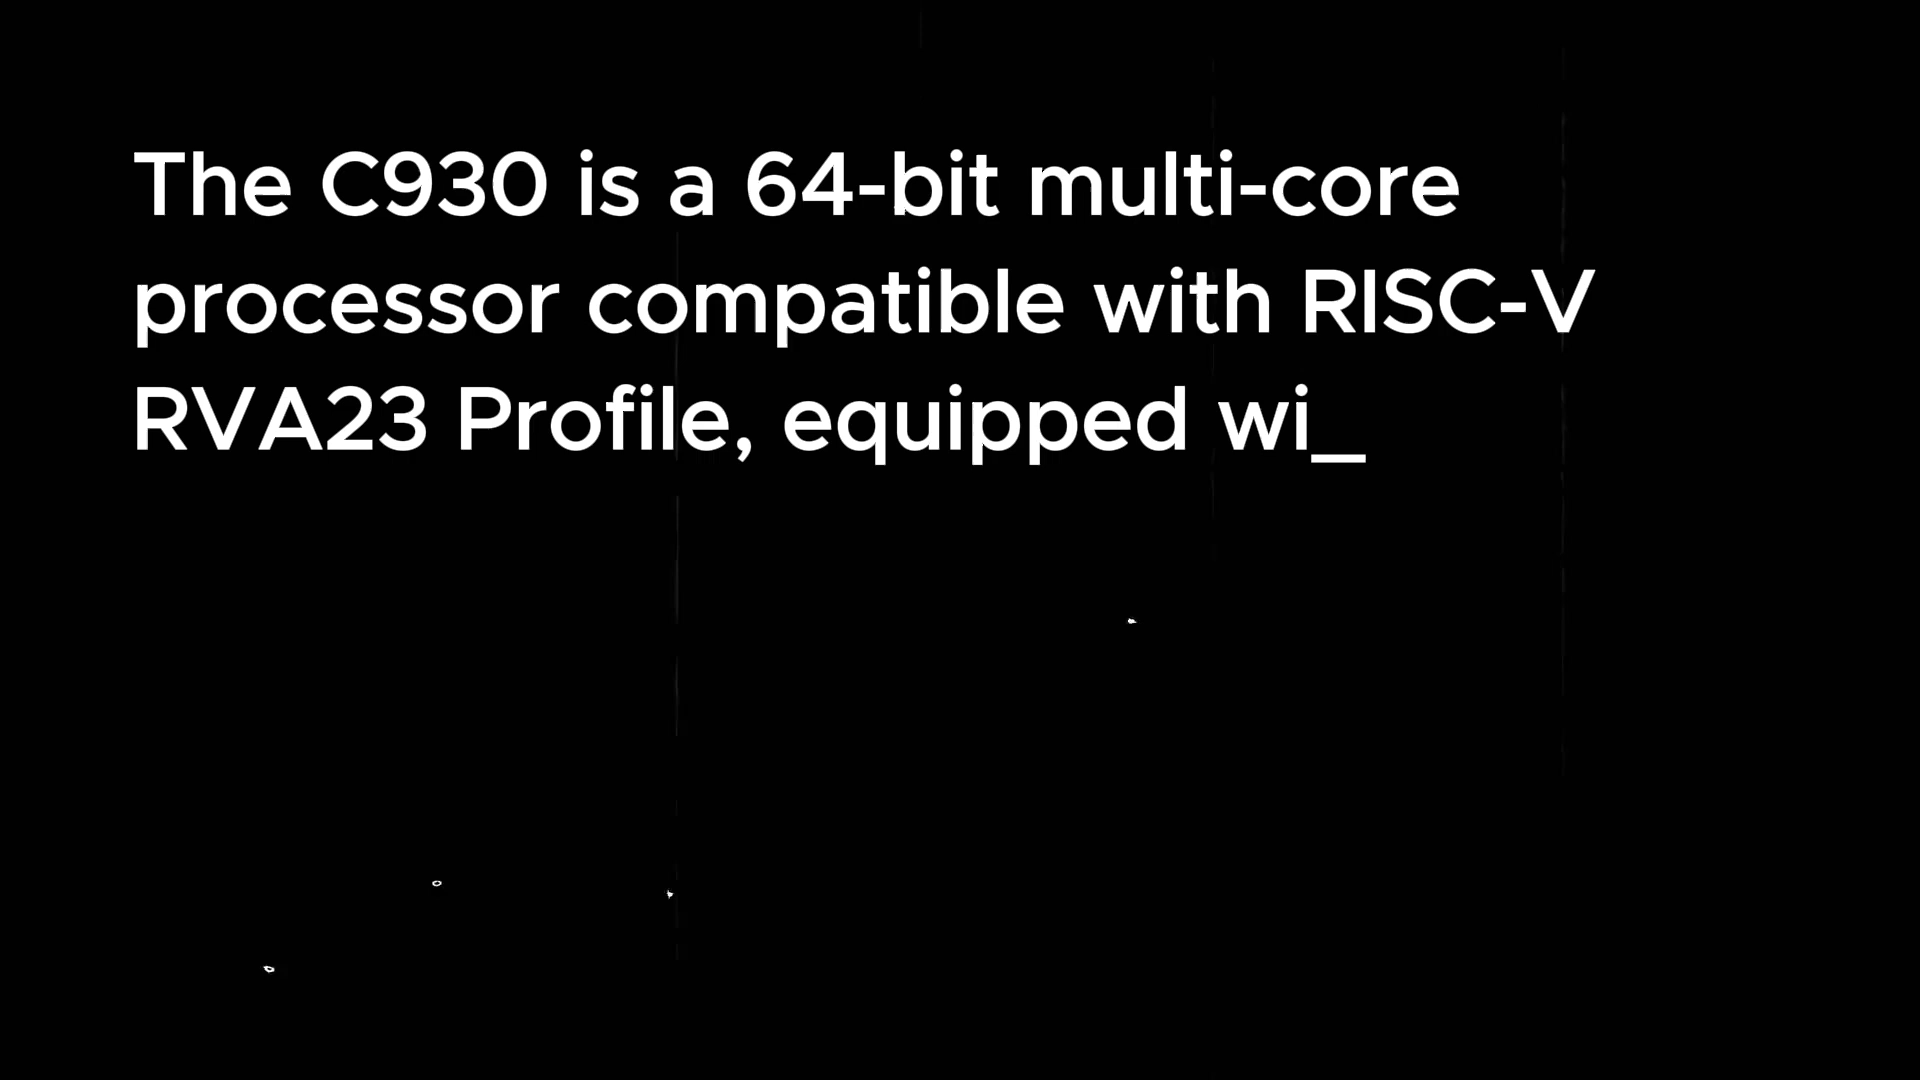 The C930 is a 64-bit multi-core
processor compatible with RISC-V
RVA23 Profile, equipped wi_